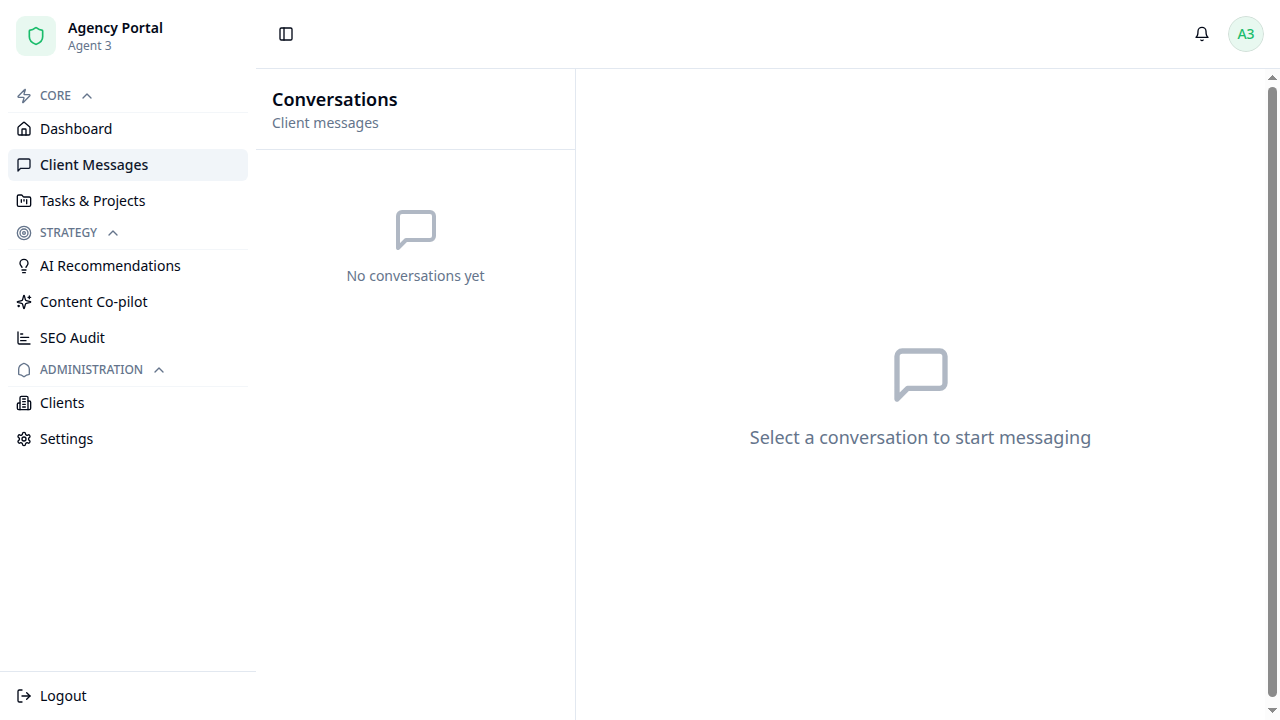 Agency Portal
Agent 3
CORE
Dashboard
Client Messages
Tasks & Projects
STRATEGY
AI Recommendations
Content Co-pilot
SEO Audit
ADMINISTRATION
Clients
Settings
Logout
A3
Conversations
Client messages
No conversations yet
Select a conversation to start messaging